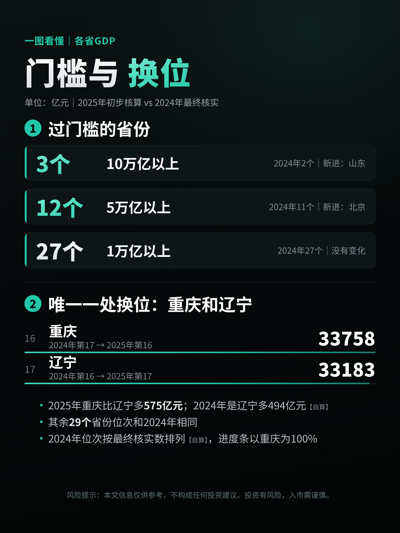 一图看懂｜各省GDP
门槛与 换位
单位：亿元｜2025年初步核算 vs 2024年最终核实
1 过门槛的省份
3个 10万亿以上 2024年2个｜新进：山东
12个 5万亿以上 2024年11个｜新进：北京
27个 1万亿以上 2024年27个｜没有变化
2 唯一一处换位：重庆和辽宁
16 重庆 33758
2024年第17 → 2025年第16
17 辽宁 33183
2024年第16 → 2025年第17
• 2025年重庆比辽宁多575亿元；2024年是辽宁多494亿元［自算］
• 其余29个省份位次和2024年相同
• 2024年位次按最终核实数排列［自算］，进度条以重庆为100%
风险提示：本文信息仅供参考，不构成任何投资建议。投资有风险，入市需谨慎。